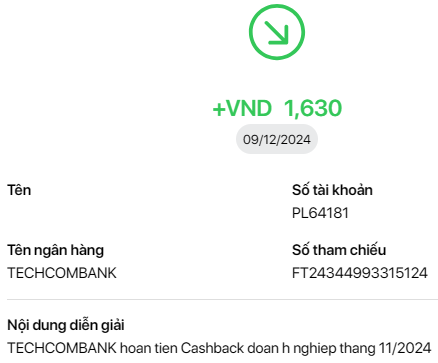 +VND 1,630
09/12/2024
Tên
Số tài khoản
PL64181
Tên ngân hàng
TECHCOMBANK
Số tham chiếu
FT24344993315124
Nội dung diễn giải
TECHCOMBANK hoan tien Cashback doan h nghiep thang 11/2024